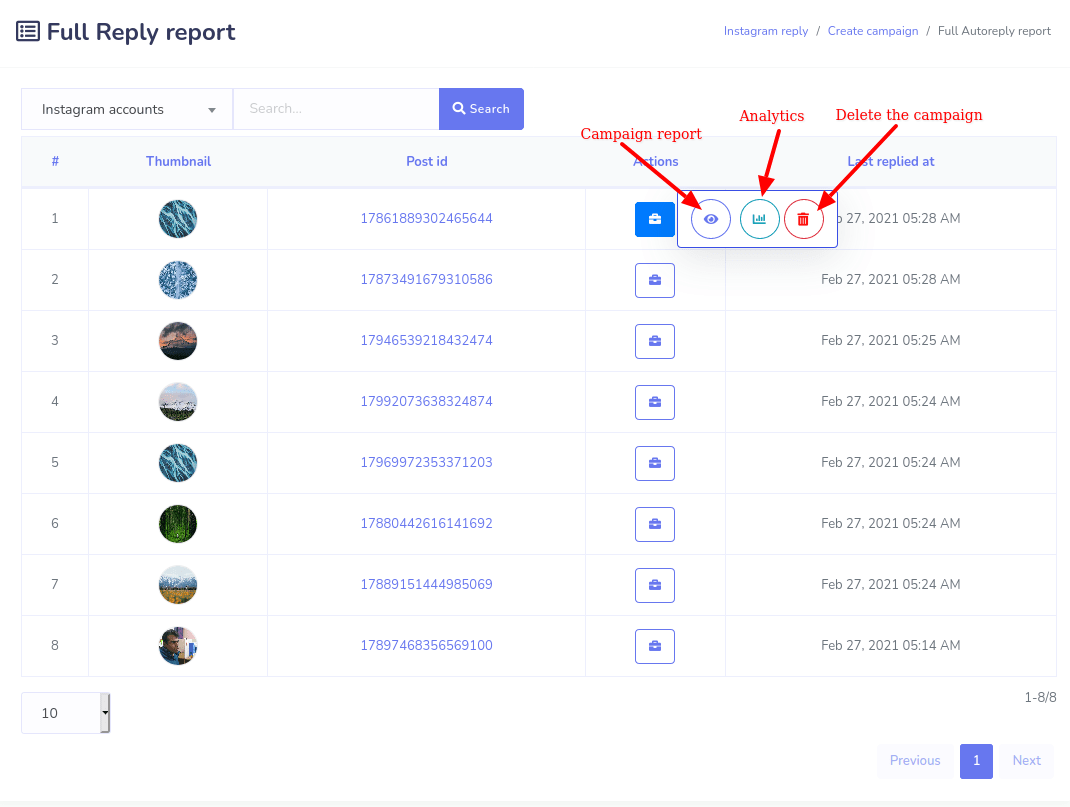 Full Reply report
Instagram reply / Create campaign / Full Autoreply report
Instagram accounts Search... Search
Analytics Delete the campaign
Campaign report
# Thumbnail Post id Actions Last replied at
1 17861889302465644 b 27, 2021 05:28 AM
2 17873491679310586 Feb 27, 2021 05:28 AM
3 17946539218432474 Feb 27, 2021 05:25 AM
4 17992073638324874 Feb 27, 2021 05:24 AM
5 17969972353371203 Feb 27, 2021 05:24 AM
6 17880442616141692 Feb 27, 2021 05:24 AM
7 17889151444985069 Feb 27, 2021 05:24 AM
8 17897468356569100 Feb 27, 2021 05:14 AM
10 1-8/8
Previous 1 Next